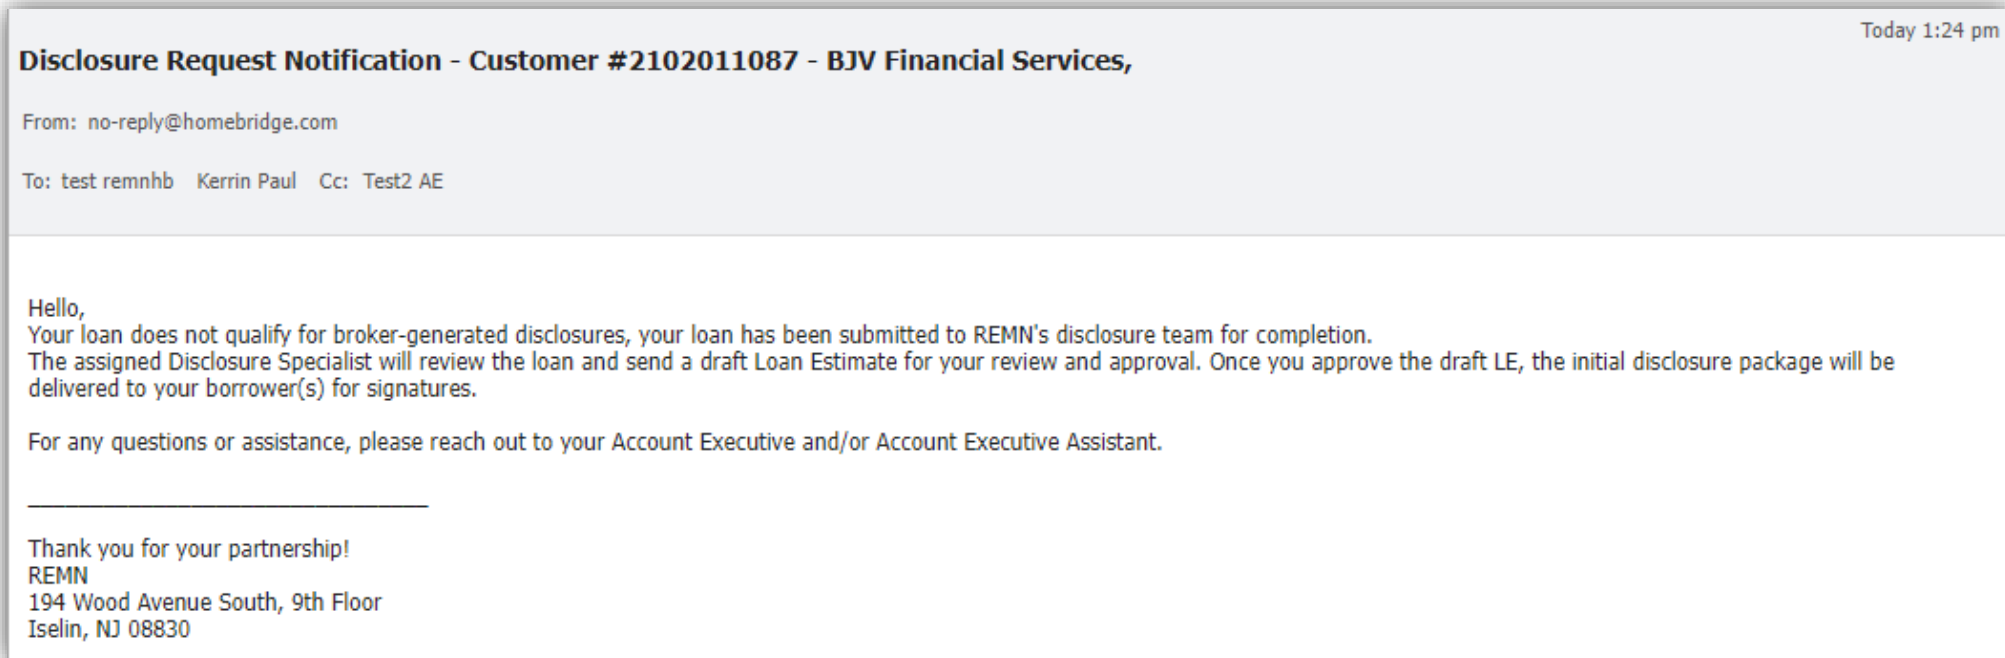 Today 1:24 pm
Disclosure Request Notification - Customer #2102011087 - BJV Financial Services,
From: no-reply@homebridge.com
To: test remnhb Kerrin Paul Cc: Test2 AE
Hello,
Your loan does not qualify for broker-generated disclosures, your loan has been submitted to REMN's disclosure team for completion.
The assigned Disclosure Specialist will review the loan and send a draft Loan Estimate for your review and approval. Once you approve the draft LE, the initial disclosure package will be
delivered to your borrower(s) for signatures.
For any questions or assistance, please reach out to your Account Executive and/or Account Executive Assistant.
Thank you for your partnership!
REMN
194 Wood Avenue South, 9th Floor
Iselin, NJ 08830